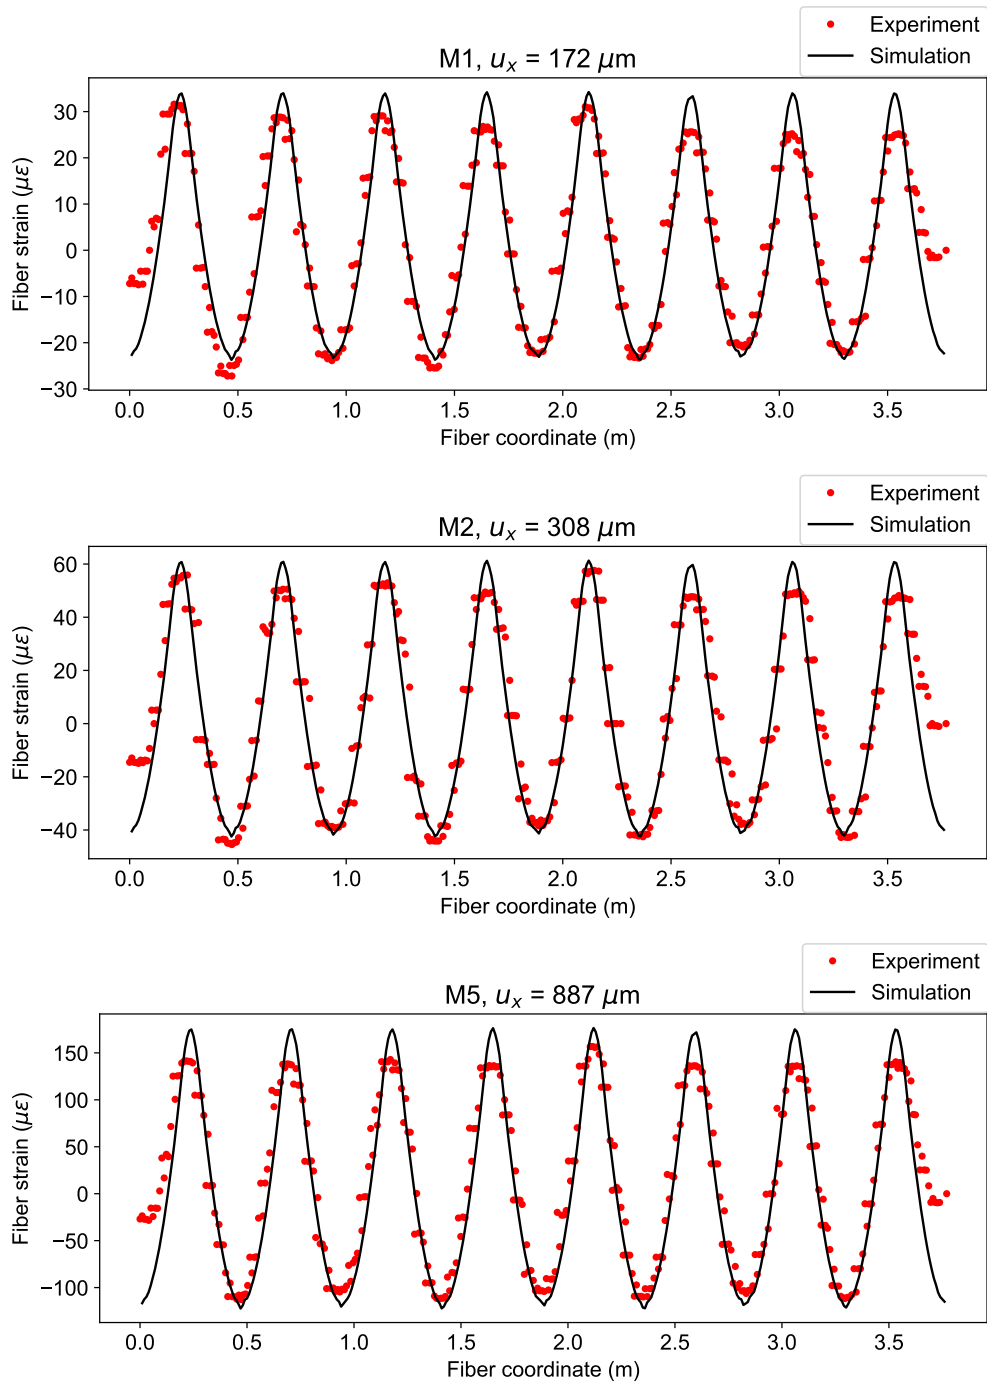 Experiment
Simulation
M1, uₓ = 172 μm
30
20
10
0
−10
−20
−30
Fiber strain (με)
0.0 0.5 1.0 1.5 2.0 2.5 3.0 3.5
Fiber coordinate (m)
Experiment
Simulation
M2, uₓ = 308 μm
60
40
20
0
−20
−40
Fiber strain (με)
0.0 0.5 1.0 1.5 2.0 2.5 3.0 3.5
Fiber coordinate (m)
Experiment
Simulation
M5, uₓ = 887 μm
150
100
50
0
−50
−100
Fiber strain (με)
0.0 0.5 1.0 1.5 2.0 2.5 3.0 3.5
Fiber coordinate (m)